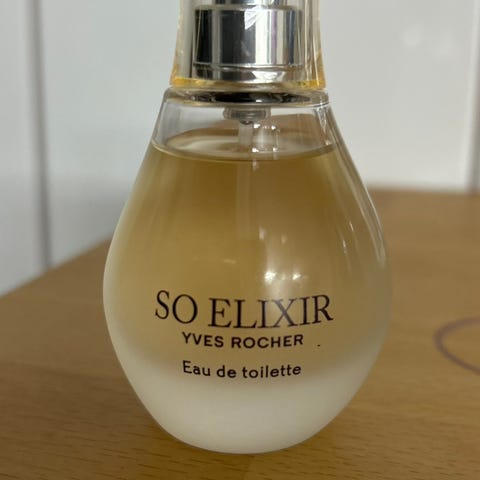 SO ELIXIR
YVES ROCHER
Eau de toilette